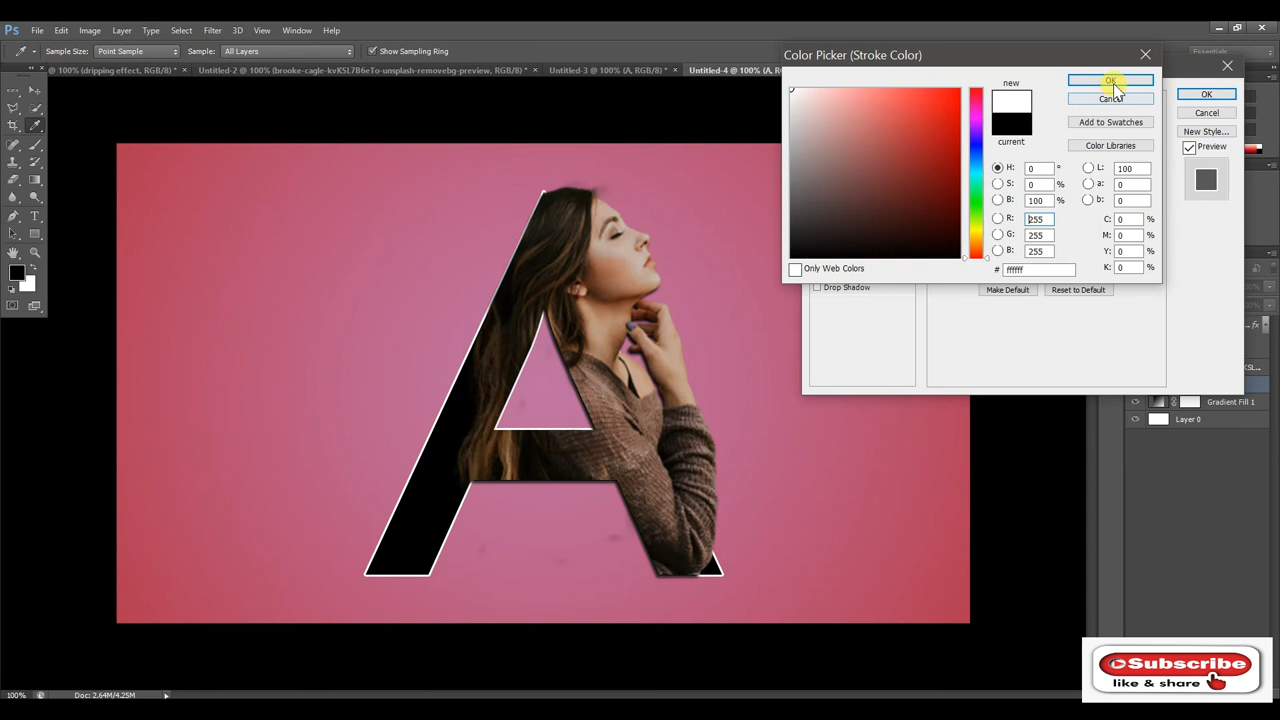 Ps File Edit Image Layer Type Select Filter 3D View Window Help
Sample Size: Point Sample Sample: All Layers Show Sampling Ring Essentials
@ 100% (dripping effect, RGB/8) * × Untitled-2 @ 100% (brooke-cagle-kvKSL7B6eTo-unsplash-removebg-preview, RGB/8) * × Untitled-3 @ 100% (A, RGB/8) * × Untitled-4 @ 100% (A, R
Color Picker (Stroke Color)
new
current
OK
Cancel
Add to Swatches
Color Libraries
H: 0 °
S: 0 %
B: 100 %
R: 255
G: 255
B: 255
# ffffff
L: 100
a: 0
b: 0
C: 0 %
M: 0 %
Y: 0 %
K: 0 %
Only Web Colors
OK
Cancel
New Style...
Preview
Drop Shadow
Make Default Reset to Default
fx
KSL...
Gradient Fill 1
Layer 0
A
Subscribe
like & share
100% Doc: 2.64M/4.25M